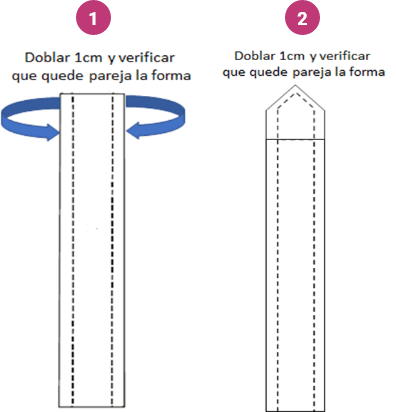 1
Doblar 1cm y verificar
que quede pareja la forma
2
Doblar 1cm y verificar
que quede pareja la forma